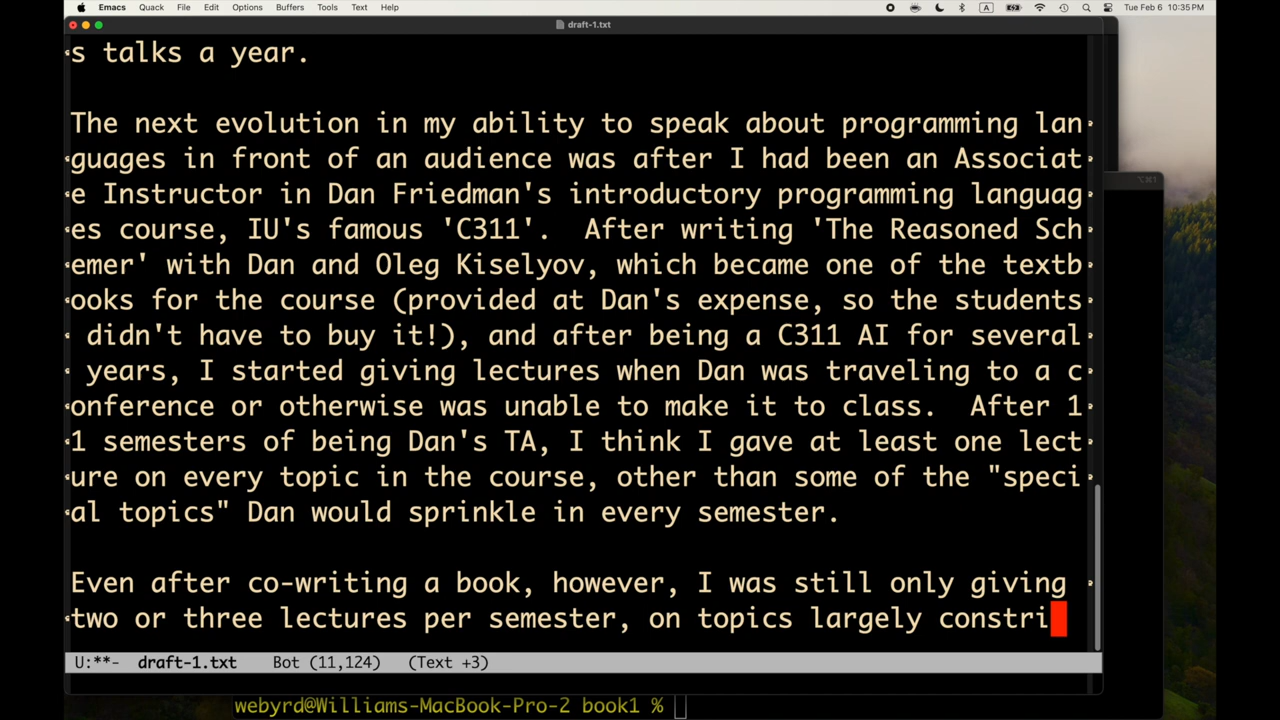 Emacs Quack File Edit Options Buffers Tools Text Help A Tue Feb 6 10:35 PM
draft-1.txt
s talks a year.
The next evolution in my ability to speak about programming lan
guages in front of an audience was after I had been an Associat
e Instructor in Dan Friedman's introductory programming languag
es course, IU's famous 'C311'.  After writing 'The Reasoned Sch
emer' with Dan and Oleg Kiselyov, which became one of the textb
ooks for the course (provided at Dan's expense, so the students
 didn't have to buy it!), and after being a C311 AI for several
 years, I started giving lectures when Dan was traveling to a c
onference or otherwise was unable to make it to class.  After 1
1 semesters of being Dan's TA, I think I gave at least one lect
ure on every topic in the course, other than some of the "speci
al topics" Dan would sprinkle in every semester.
Even after co-writing a book, however, I was still only giving
two or three lectures per semester, on topics largely constri
U:**-  draft-1.txt    Bot (11,124)    (Text +3)
webyrd@Williams-MacBook-Pro-2 book1 %
⌥⌘1